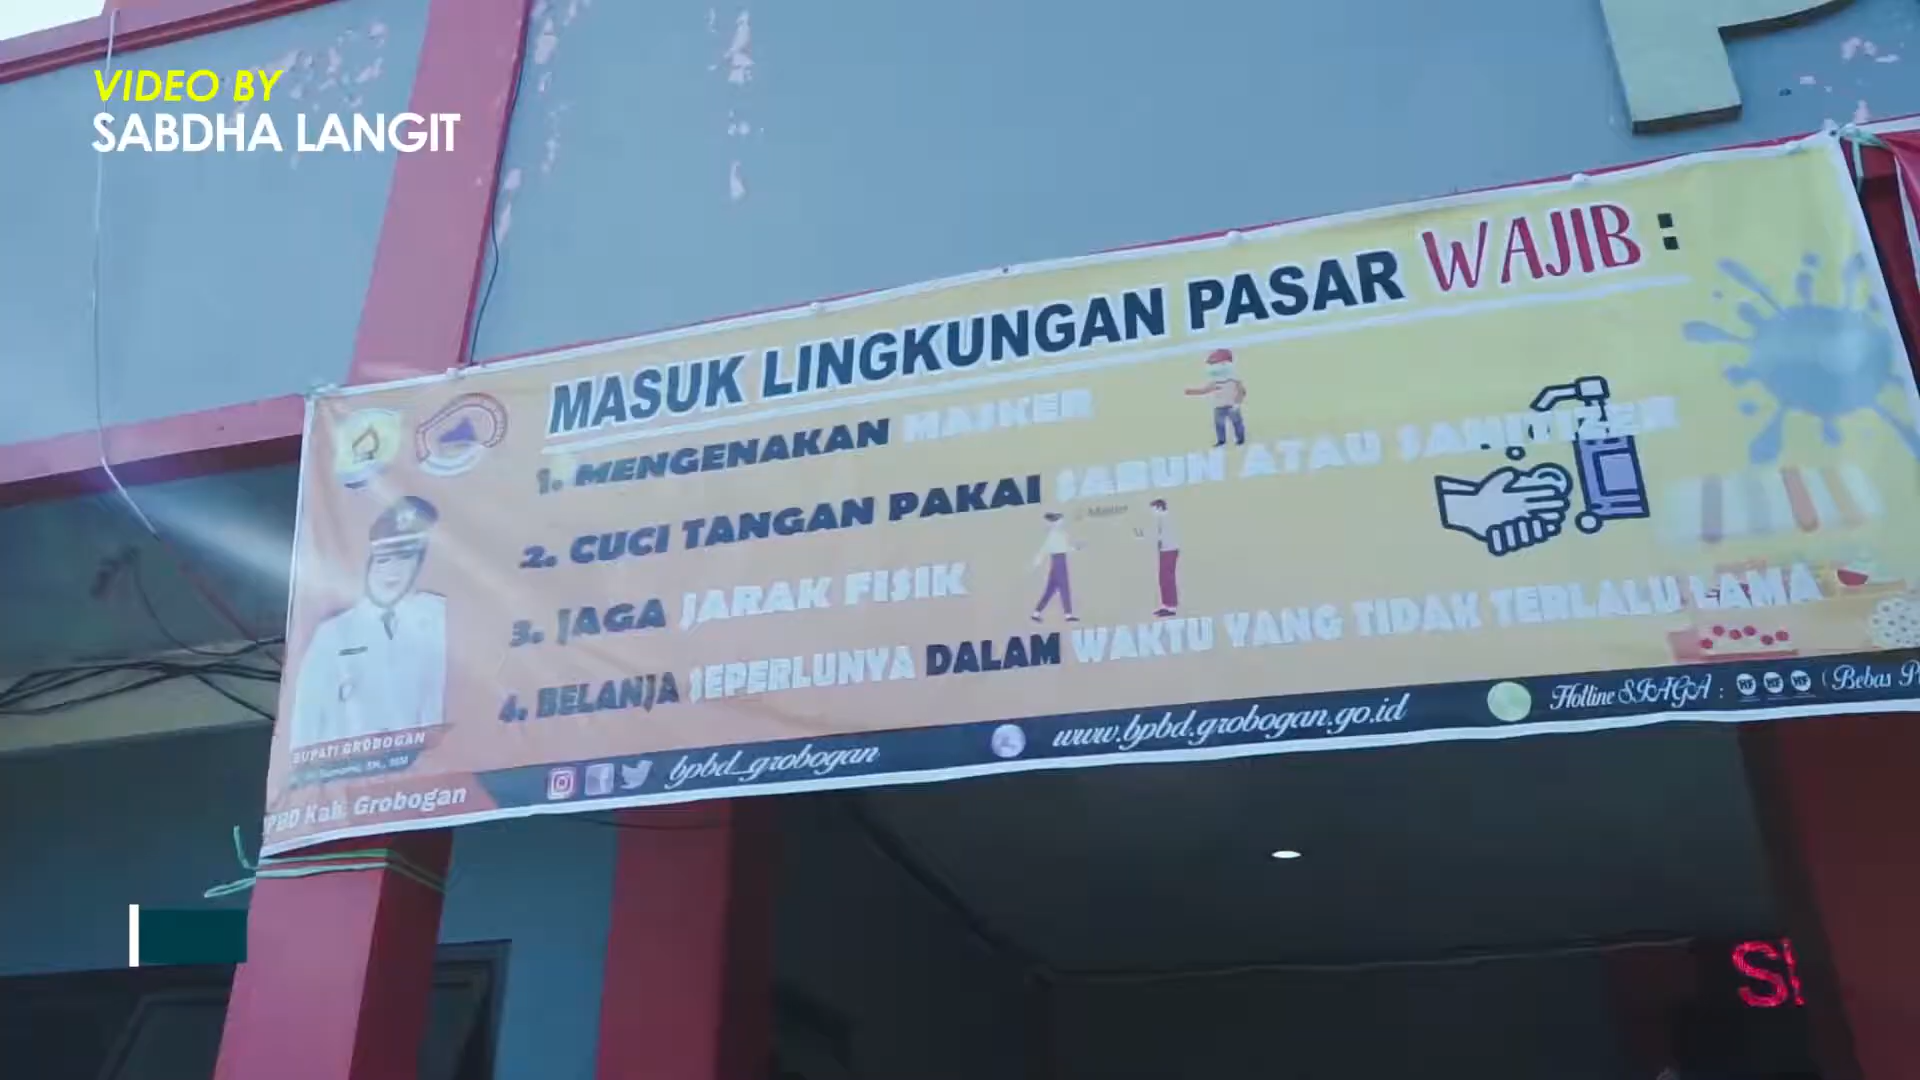 VIDEO BY
SABDHA LANGIT
MASUK LINGKUNGAN PASAR WAJIB :
1. MENGENAKAN MASKER
2. CUCI TANGAN PAKAI SABUN ATAU SANITIZER
3. JAGA JARAK FISIK
4. BELANJA SEPERLUNYA DALAM WAKTU YANG TIDAK TERLALU LAMA
BUPATI GROBOGAN
BPBD Kab. Grobogan
bpbd_grobogan
www.bpbd.grobogan.go.id
Hotline SIAGA : (Bebas